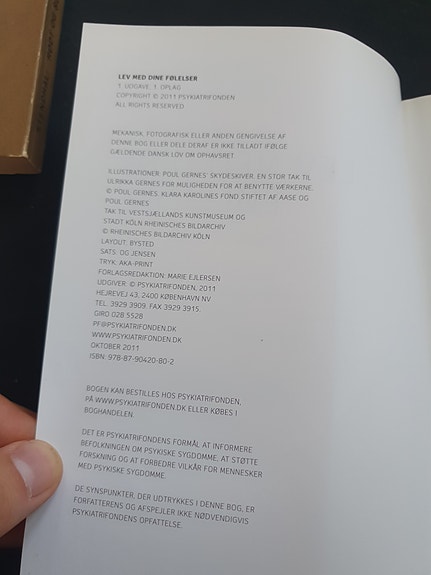 LEV MED DINE FØLELSER
1. UDGAVE. 1. OPLAG
COPYRIGHT © 2011 PSYKIATRIFONDEN
ALL RIGHTS RESERVED
MEKANISK, FOTOGRAFISK ELLER ANDEN GENGIVELSE AF
DENNE BOG ELLER DELE DERAF ER IKKE TILLADT IFØLGE
GÆLDENDE DANSK LOV OM OPHAVSRET.
ILLUSTRATIONER: POUL GERNES' SKYDESKIVER. EN STOR TAK TIL
ULRIKKA GERNES FOR MULIGHEDEN FOR AT BENYTTE VÆRKERNE.
© POUL GERNES. KLARA KAROLINES FOND STIFTET AF AASE OG
POUL GERNES
TAK TIL VESTSJÆLLANDS KUNSTMUSEUM OG
STADT KÖLN RHEINISCHES BILDARCHIV
© RHEINISCHES BILDARCHIV KÖLN
LAYOUT: BYSTED
SATS: OG JENSEN
TRYK: AKA-PRINT
FORLAGSREDAKTION: MARIE EJLERSEN
UDGIVER: © PSYKIATRIFONDEN, 2011
HEJREVEJ 43, 2400 KØBENHAVN NV
TEL. 3929 3909. FAX 3929 3915.
GIRO 028 5528
PF@PSYKIATRIFONDEN.DK
WWW.PSYKIATRIFONDEN.DK
OKTOBER 2011
ISBN: 978-87-90420-80-2
BOGEN KAN BESTILLES HOS PSYKIATRIFONDEN,
PÅ WWW.PSYKIATRIFONDEN.DK ELLER KØBES I
BOGHANDELEN.
DET ER PSYKIATRIFONDENS FORMÅL AT INFORMERE
BEFOLKNINGEN OM PSYKISKE SYGDOMME, AT STØTTE
FORSKNING OG AT FORBEDRE VILKÅR FOR MENNESKER
MED PSYKISKE SYGDOMME.
DE SYNSPUNKTER, DER UDTRYKKES I DENNE BOG, ER
FORFATTERENS OG AFSPEJLER IKKE NØDVENDIGVIS
PSYKIATRIFONDENS OPFATTELSE.